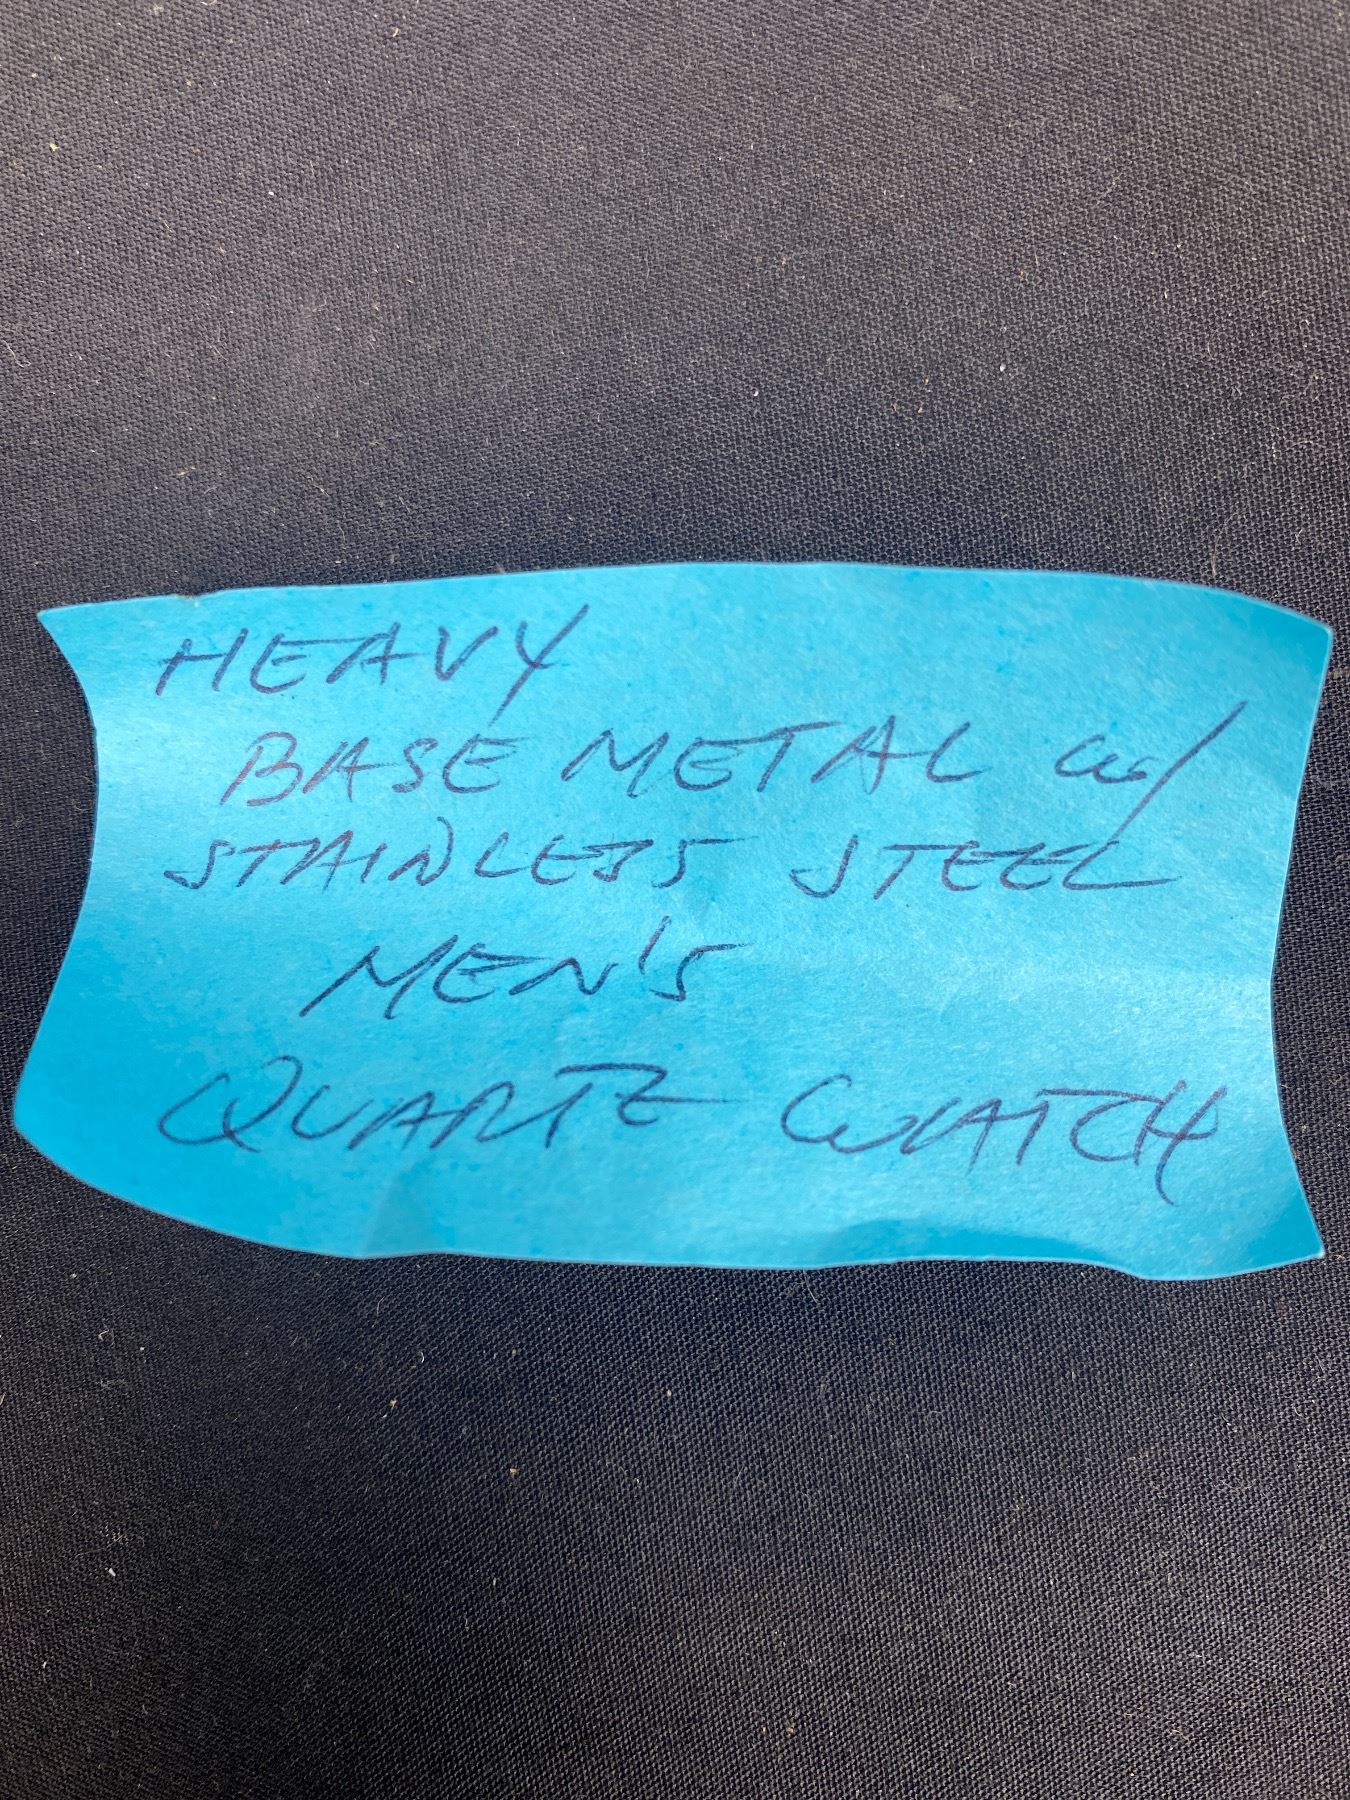 HEAVY
BASE METAL W/
STAINLESS STEEL
MEN'S
QUARTZ WATCH